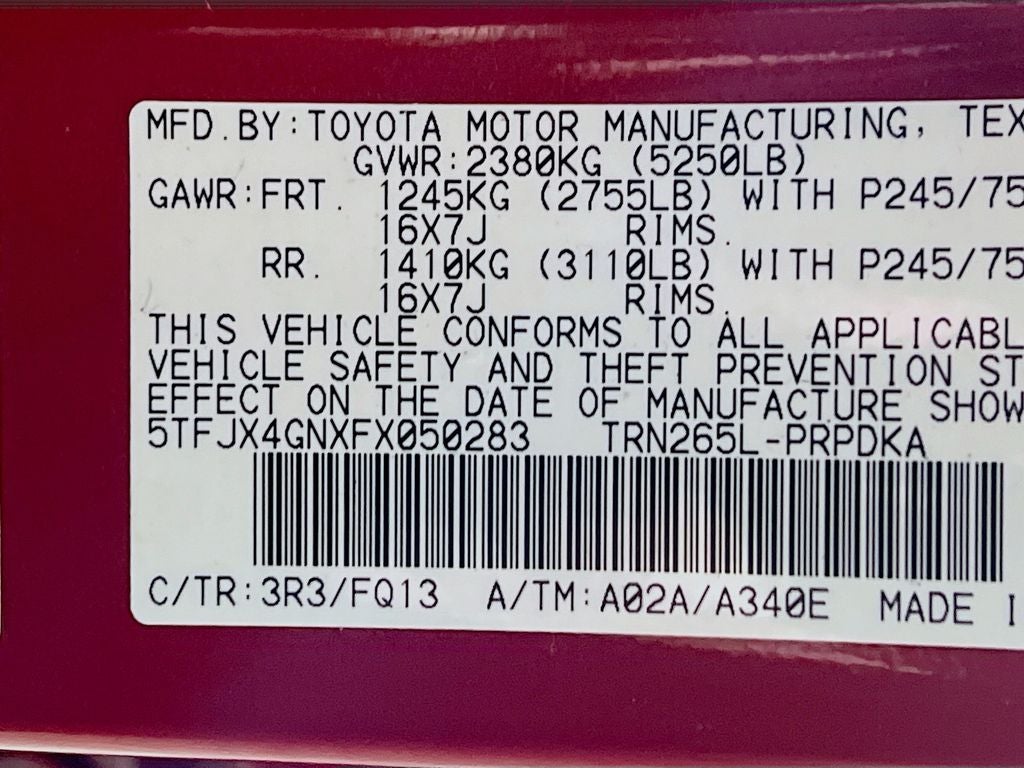 MFD.BY:TOYOTA MOTOR MANUFACTURING, TEX
GVWR:2380KG (5250LB)
GAWR:FRT. 1245KG (2755LB) WITH P245/75
16X7J RIMS.
RR. 1410KG (3110LB) WITH P245/75
16X7J RIMS.
THIS VEHICLE CONFORMS TO ALL APPLICABL
VEHICLE SAFETY AND THEFT PREVENTION ST
EFFECT ON THE DATE OF MANUFACTURE SHOW
5TFJX4GNXFX050283 TRN265L-PRPDKA
C/TR:3R3/FQ13 A/TM:A02A/A340E MADE I